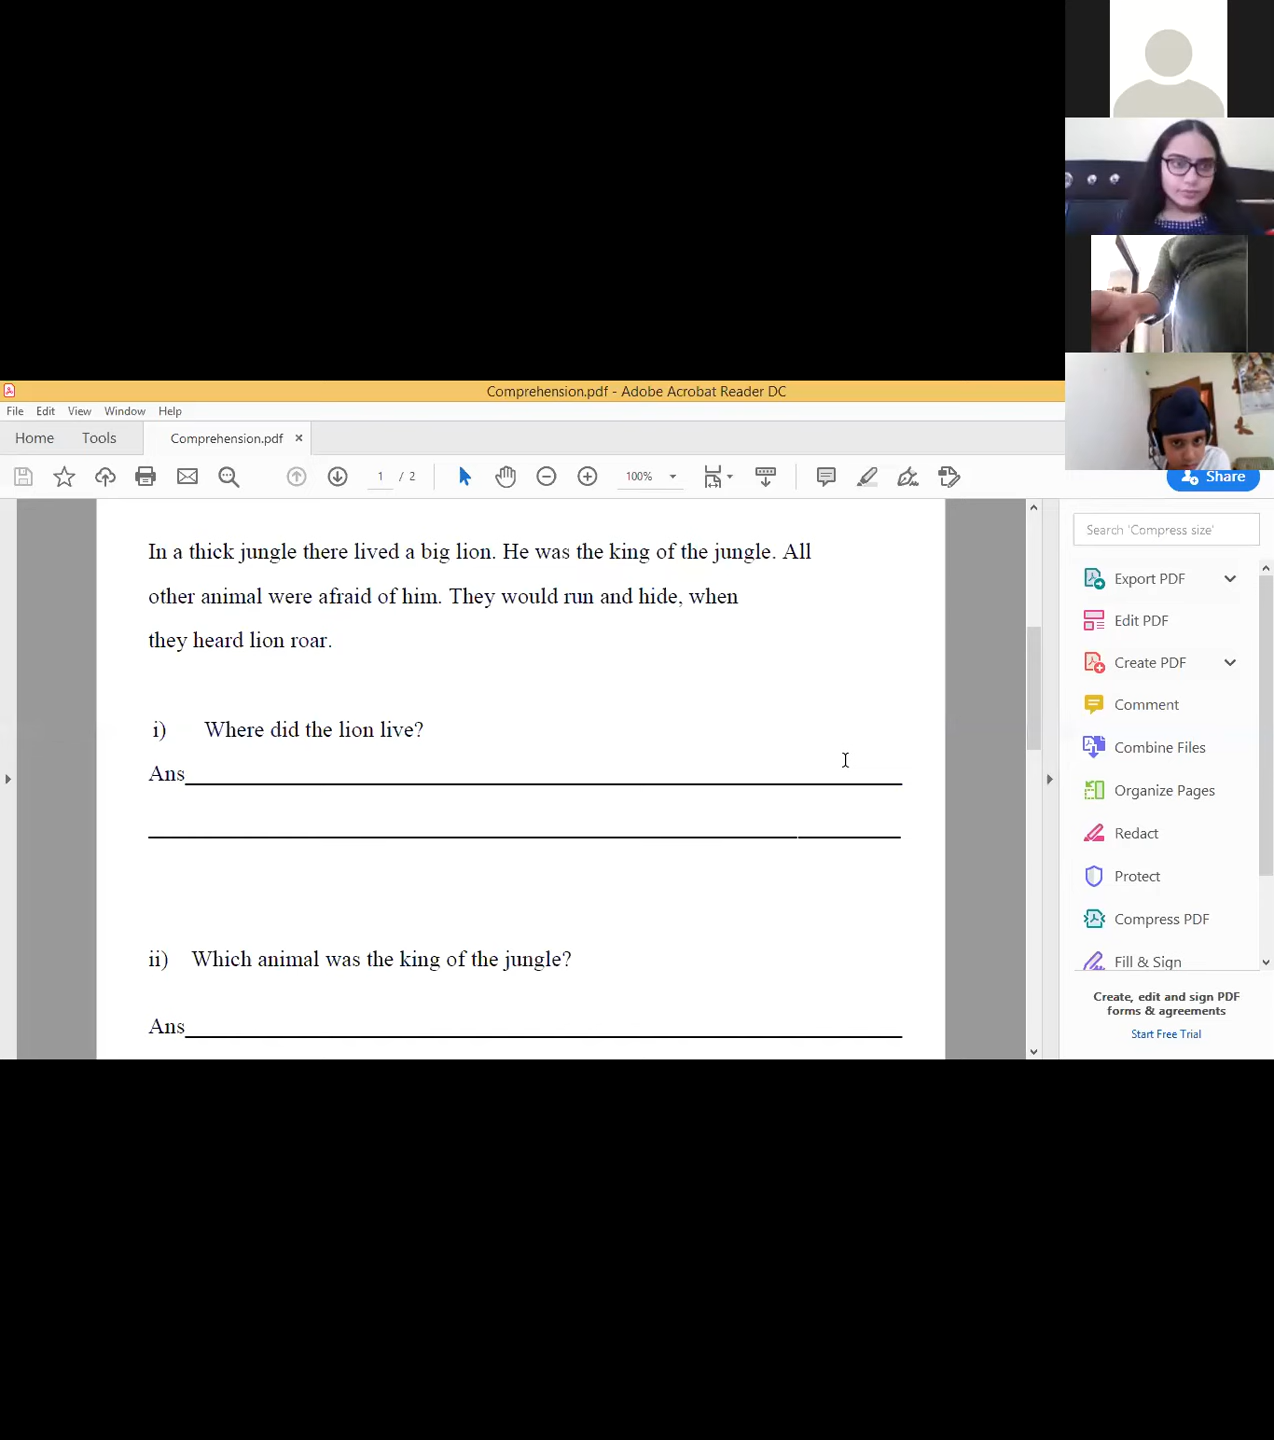 Comprehension.pdf - Adobe Acrobat Reader DC
File Edit View Window Help
Home Tools Comprehension.pdf ×
1 / 2 100% Share
In a thick jungle there lived a big lion. He was the king of the jungle. All
other animal were afraid of him. They would run and hide, when
they heard lion roar.
i) Where did the lion live?
Ans
ii) Which animal was the king of the jungle?
Ans
Search 'Compress size'
Export PDF
Edit PDF
Create PDF
Comment
Combine Files
Organize Pages
Redact
Protect
Compress PDF
Fill & Sign
Create, edit and sign PDF
forms & agreements
Start Free Trial